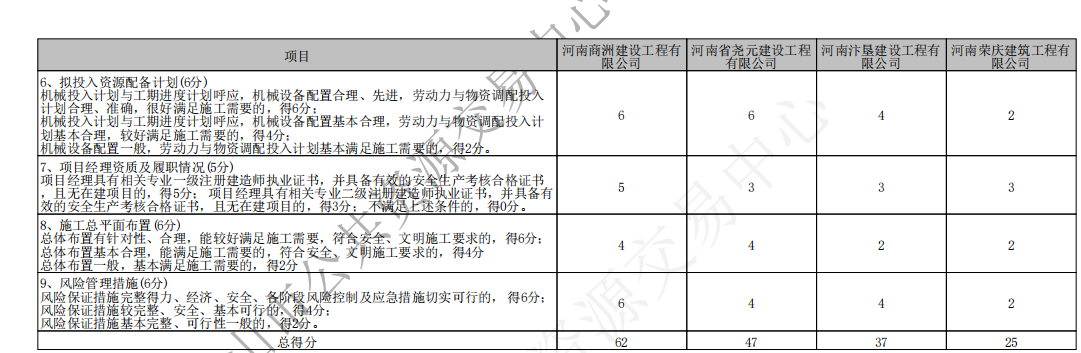 项目
河南商洲建设工程有限公司
河南省尧元建设工程有限公司
河南汴垦建设工程有限公司
河南荣庆建筑工程有限公司
6、拟投入资源配备计划(6分)
机械投入计划与工期进度计划呼应，机械设备配置合理、先进，劳动力与物资调配投入
计划合理、准确，很好满足施工需要的，得6分；
机械投入计划与工期进度计划呼应，机械设备配置基本合理，劳动力与物资调配投入计
划基本合理，较好满足施工需要的，得4分；
机械设备配置一般，劳动力与物资调配投入计划基本满足施工需要的，得2分。
6 6 4 2
7、项目经理资质及履职情况(5分)
项目经理具有相关专业一级注册建造师执业证书，并具备有效的安全生产考核合格证书
，且无在建项目的，得5分； 项目经理具有相关专业二级注册建造师执业证书，并具备有
效的安全生产考核合格证书，且无在建项目的，得3分； 不满足上述条件的，得0分。
5 3 3 3
8、施工总平面布置(6分)
总体布置有针对性、合理，能较好满足施工需要，符合安全、文明施工要求的，得6分；
总体布置基本合理，能满足施工需要的，符合安全、文明施工要求的，得4分
总体布置一般，基本满足施工需要的，得2分
4 4 2 2
9、风险管理措施(6分)
风险保证措施完整得力、经济、安全、各阶段风险控制及应急措施切实可行的， 得6分；
风险保证措施较完整、安全、基本可行的，得4分；
风险保证措施基本完整、可行性一般的，得2分。
6 4 4 2
总得分 62 47 37 25
山市公共资源交易中心
资源交易中心